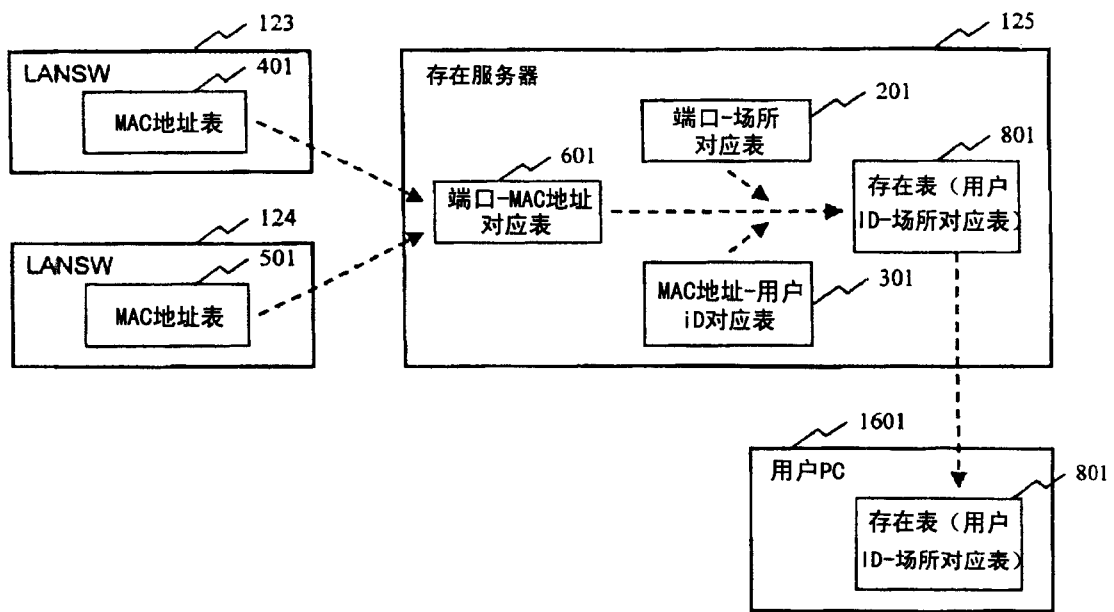 123
LANSW
401
MAC地址表
124
LANSW
501
MAC地址表
125
存在服务器
201
端口-场所
对应表
601
端口-MAC地址
对应表
801
存在表（用户
ID-场所对应表）
MAC地址-用户
iD对应表
301
1601
用户PC
801
存在表（用户
ID-场所对应表）